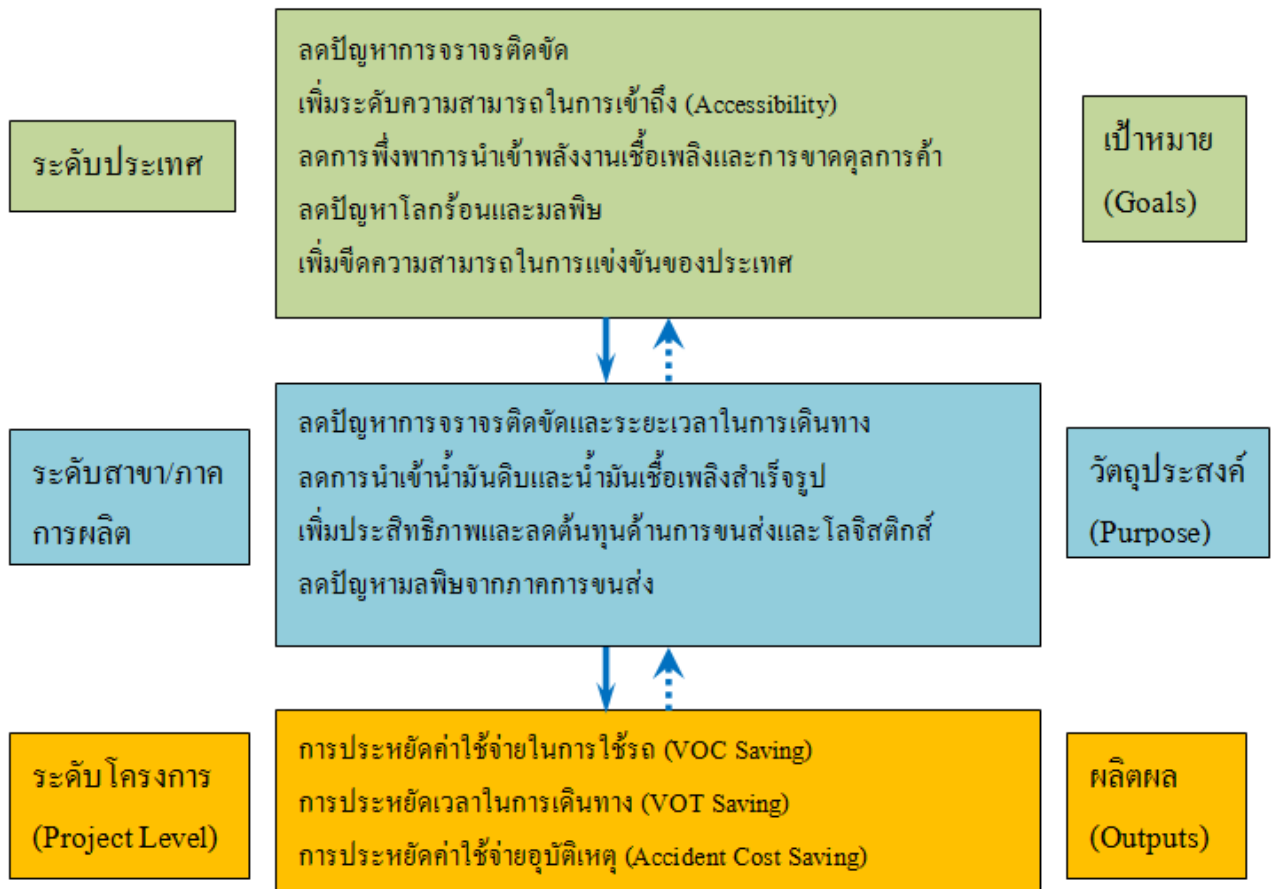 ลดปัญหาการจราจรติดขัด
เพิ่มระดับความสามารถในการเข้าถึง (Accessibility)
ลดการพึ่งพาการนำเข้าพลังงานเชื้อเพลิงและการขาดดุลการค้า
ลดปัญหาโลกร้อนและมลพิษ
เพิ่มขีดความสามารถในการแข่งขันของประเทศ
ระดับประเทศ
เป้าหมาย
(Goals)
ลดปัญหาการจราจรติดขัดและระยะเวลาในการเดินทาง
ลดการนำเข้าน้ำมันดิบและน้ำมันเชื้อเพลิงสำเร็จรูป
เพิ่มประสิทธิภาพและลดต้นทุนด้านการขนส่งและโลจิสติกส์
ลดปัญหามลพิษจากภาคการขนส่ง
ระดับสาขา/ภาค
การผลิต
วัตถุประสงค์
(Purpose)
การประหยัดค่าใช้จ่ายในการใช้รถ (VOC Saving)
การประหยัดเวลาในการเดินทาง (VOT Saving)
การประหยัดค่าใช้จ่ายอุบัติเหตุ (Accident Cost Saving)
ระดับโครงการ
(Project Level)
ผลิตผล
(Outputs)